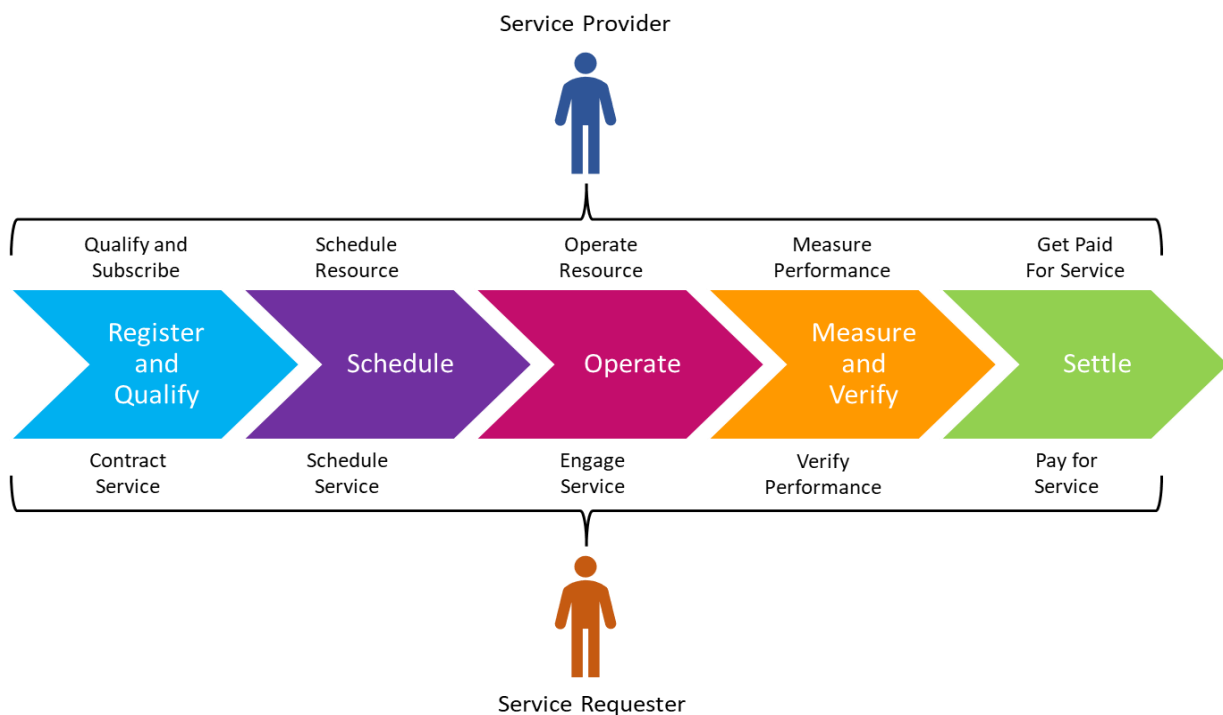 Service Provider
Qualify and
Subscribe
Schedule
Resource
Operate
Resource
Measure
Performance
Get Paid
For Service
Register
and
Qualify
Schedule
Operate
Measure
and
Verify
Settle
Contract
Service
Schedule
Service
Engage
Service
Verify
Performance
Pay for
Service
Service Requester